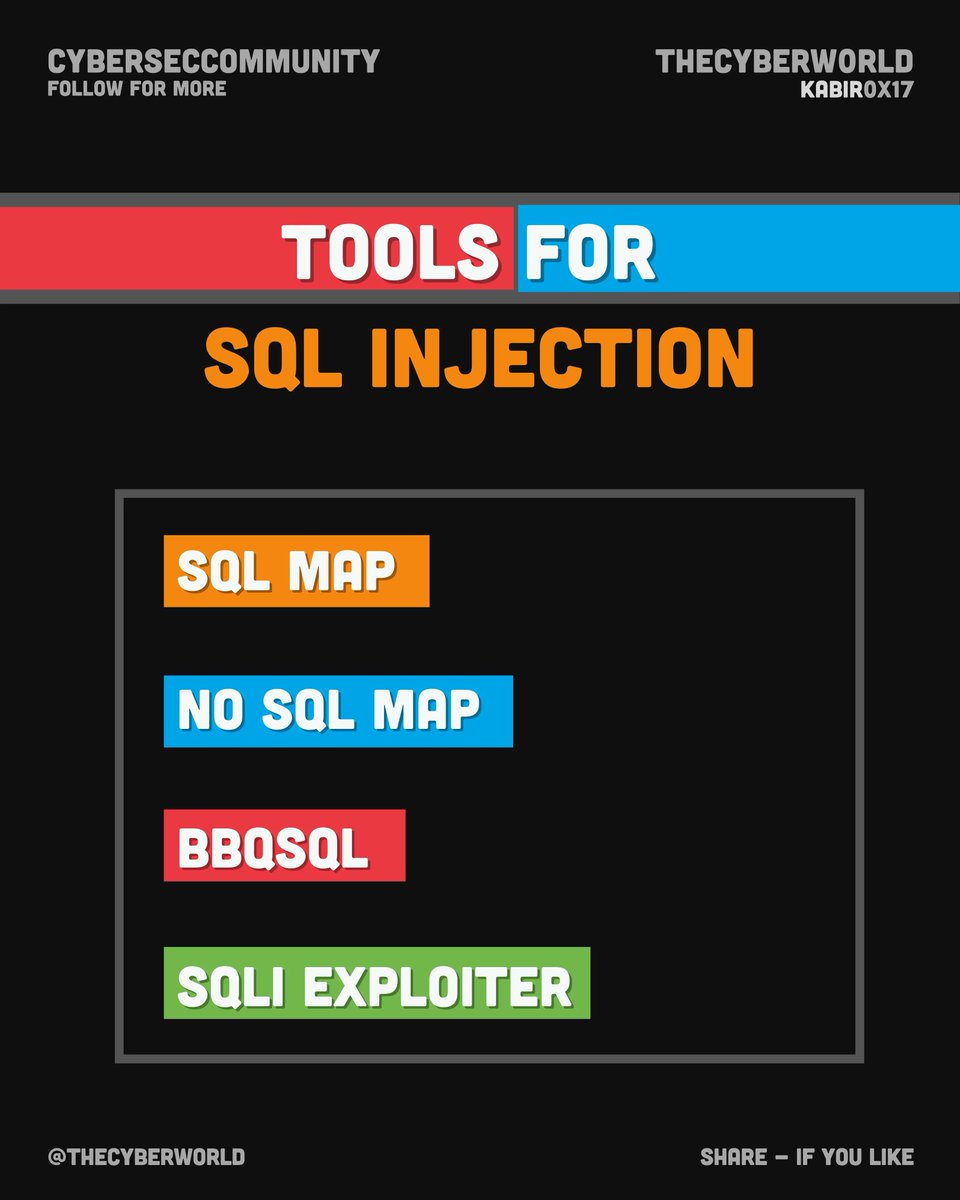 CYBERSECCOMMUNITY
FOLLOW FOR MORE
THECYBERWORLD
KABIR0X17
TOOLS FOR
SQL INJECTION
SQL MAP
NO SQL MAP
BBQSQL
SQLI EXPLOITER
@THECYBERWORLD
SHARE – IF YOU LIKE